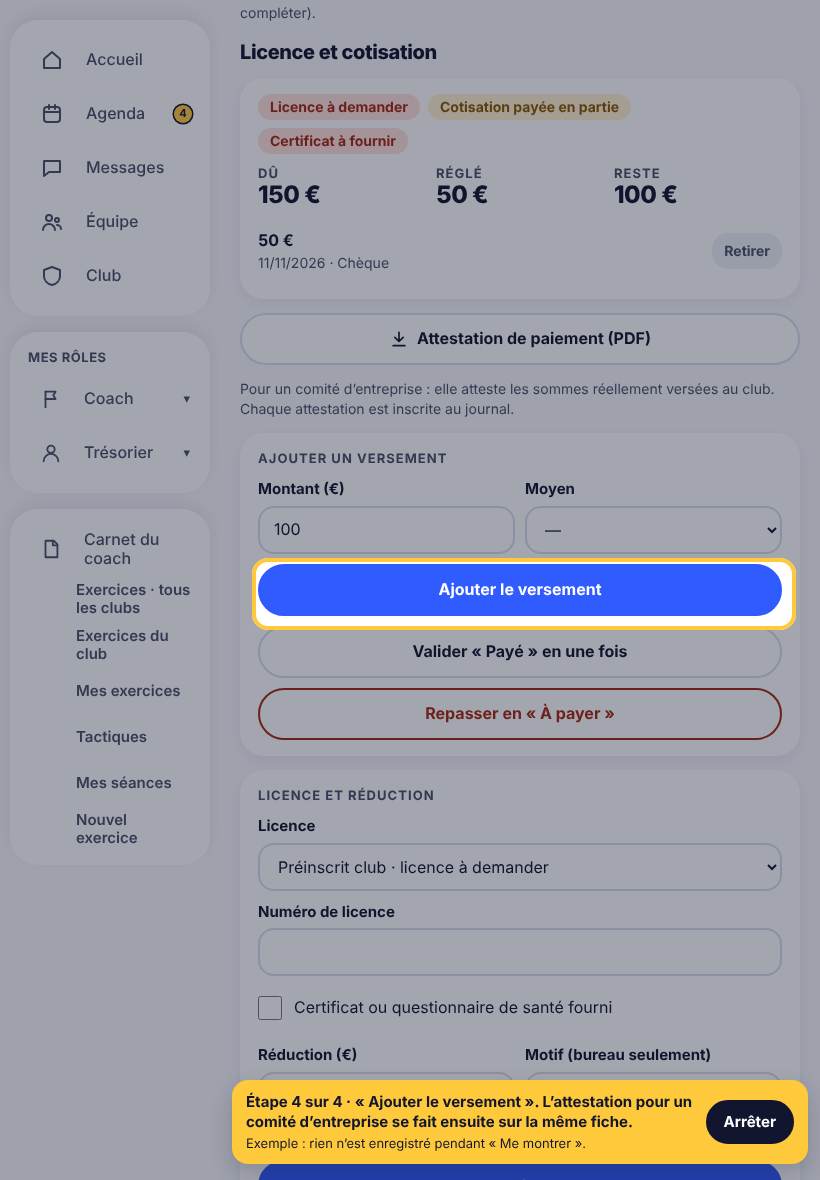 compléter).
Licence et cotisation
Accueil
Agenda
4
Messages
Équipe
Club
MES RÔLES
Coach
Trésorier
Carnet du
coach
Exercices · tous
les clubs
Exercices du
club
Mes exercices
Tactiques
Mes séances
Nouvel
exercice
Licence à demander
Cotisation payée en partie
Certificat à fournir
DÛ
150 €
RÉGLÉ
50 €
RESTE
100 €
50 €
11/11/2026 · Chèque
Retirer
Attestation de paiement (PDF)
Pour un comité d’entreprise : elle atteste les sommes réellement versées au club.
Chaque attestation est inscrite au journal.
AJOUTER UN VERSEMENT
Montant (€)
Moyen
100
—
Ajouter le versement
Valider « Payé » en une fois
Repasser en « À payer »
LICENCE ET RÉDUCTION
Licence
Préinscrit club · licence à demander
Numéro de licence
Certificat ou questionnaire de santé fourni
Réduction (€)
Motif (bureau seulement)
Étape 4 sur 4 · « Ajouter le versement ». L’attestation pour un
comité d’entreprise se fait ensuite sur la même fiche.
Exemple : rien n’est enregistré pendant « Me montrer ».
Arrêter